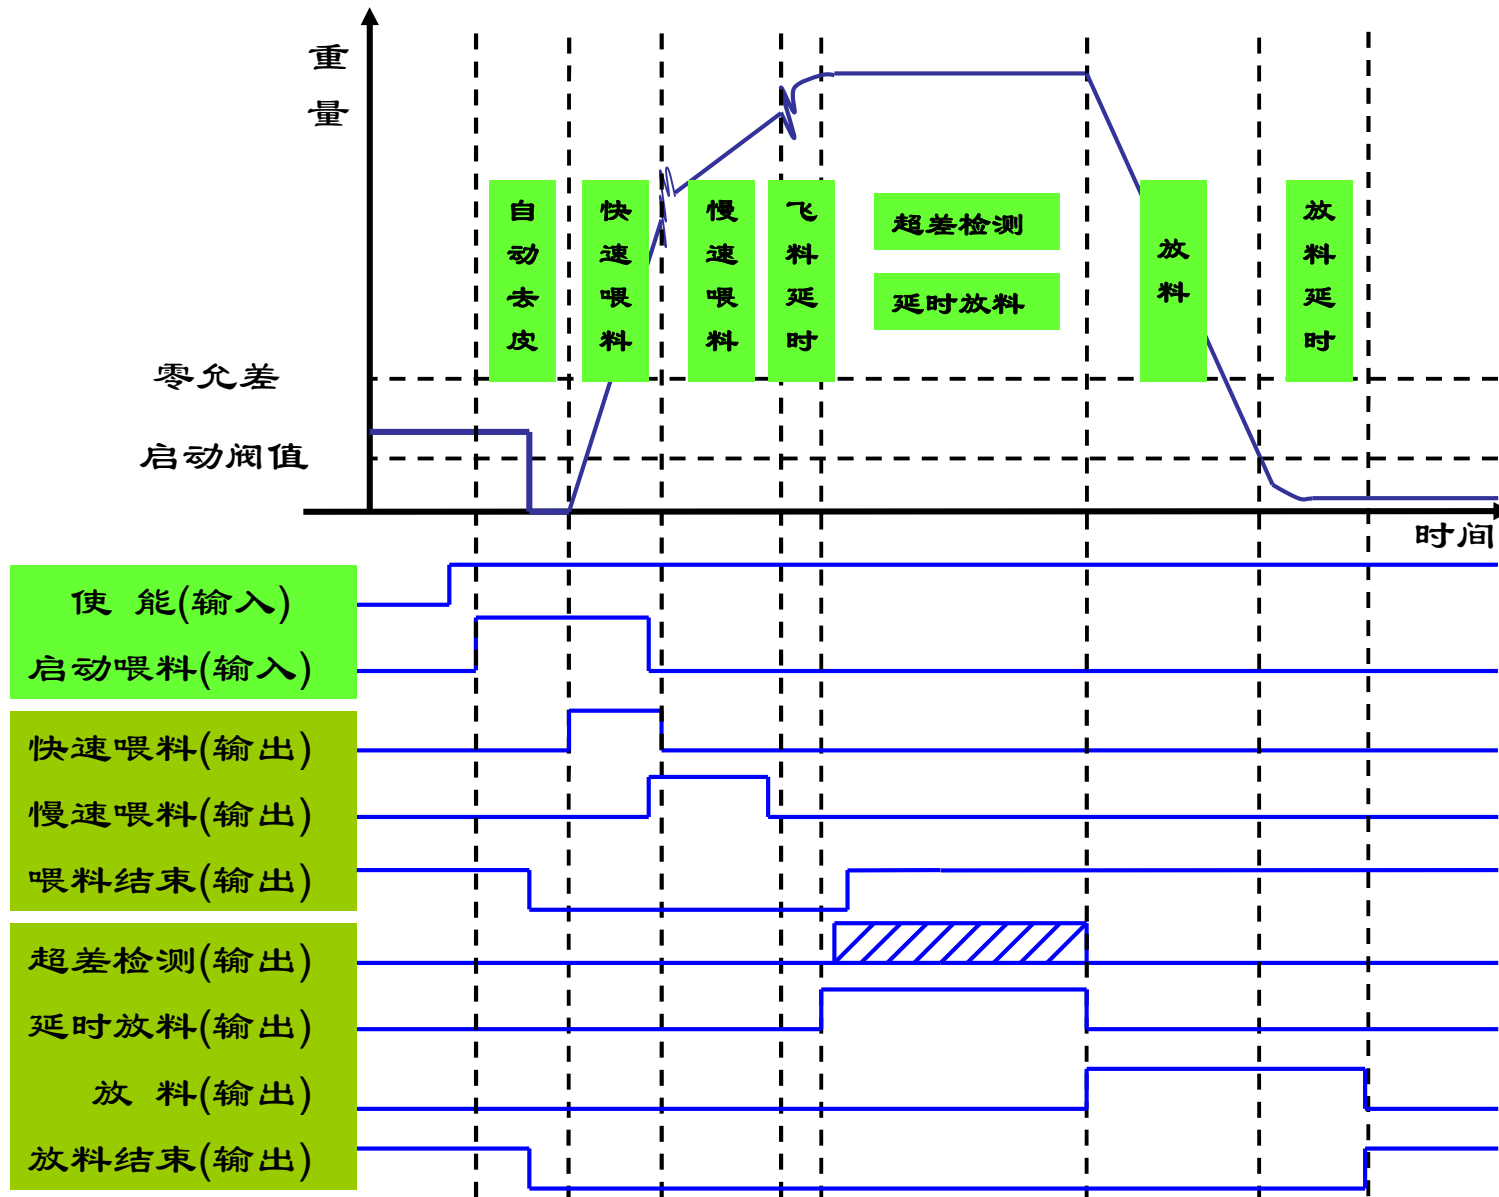 重量
自动去皮
快速喂料
慢速喂料
飞料延时
超差检测
延时放料
放料
放料延时
零允差
启动阀值
时间
使 能(输入)
启动喂料(输入)
快速喂料(输出)
慢速喂料(输出)
喂料结束(输出)
超差检测(输出)
延时放料(输出)
放 料(输出)
放料结束(输出)